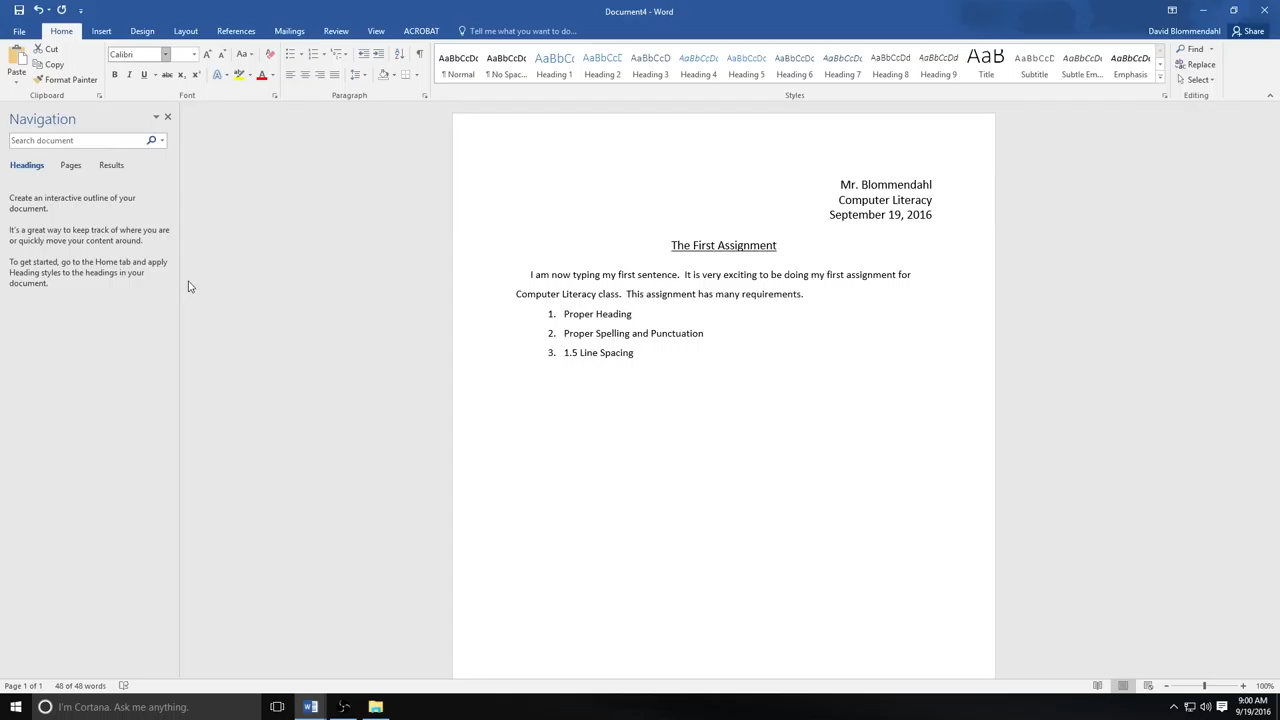 Document4 - Word
File Home Insert Design Layout References Mailings Review View ACROBAT Tell me what you want to do... David Blommendahl Share
Paste Cut Copy Format Painter
Calibri
¶ Normal ¶ No Spac... Heading 1 Heading 2 Heading 3 Heading 4 Heading 5 Heading 6 Heading 7 Heading 8 Heading 9 Title Subtitle Subtle Em... Emphasis
Find
Replace
Select
Clipboard Font Paragraph Styles Editing
Navigation
Search document
Headings Pages Results
Create an interactive outline of your
document.
It's a great way to keep track of where you are
or quickly move your content around.
To get started, go to the Home tab and apply
Heading styles to the headings in your
document.
Mr. Blommendahl
Computer Literacy
September 19, 2016
The First Assignment
I am now typing my first sentence. It is very exciting to be doing my first assignment for
Computer Literacy class. This assignment has many requirements.
1. Proper Heading
2. Proper Spelling and Punctuation
3. 1.5 Line Spacing
Page 1 of 1 48 of 48 words 100%
I'm Cortana. Ask me anything.
9:00 AM
9/19/2016